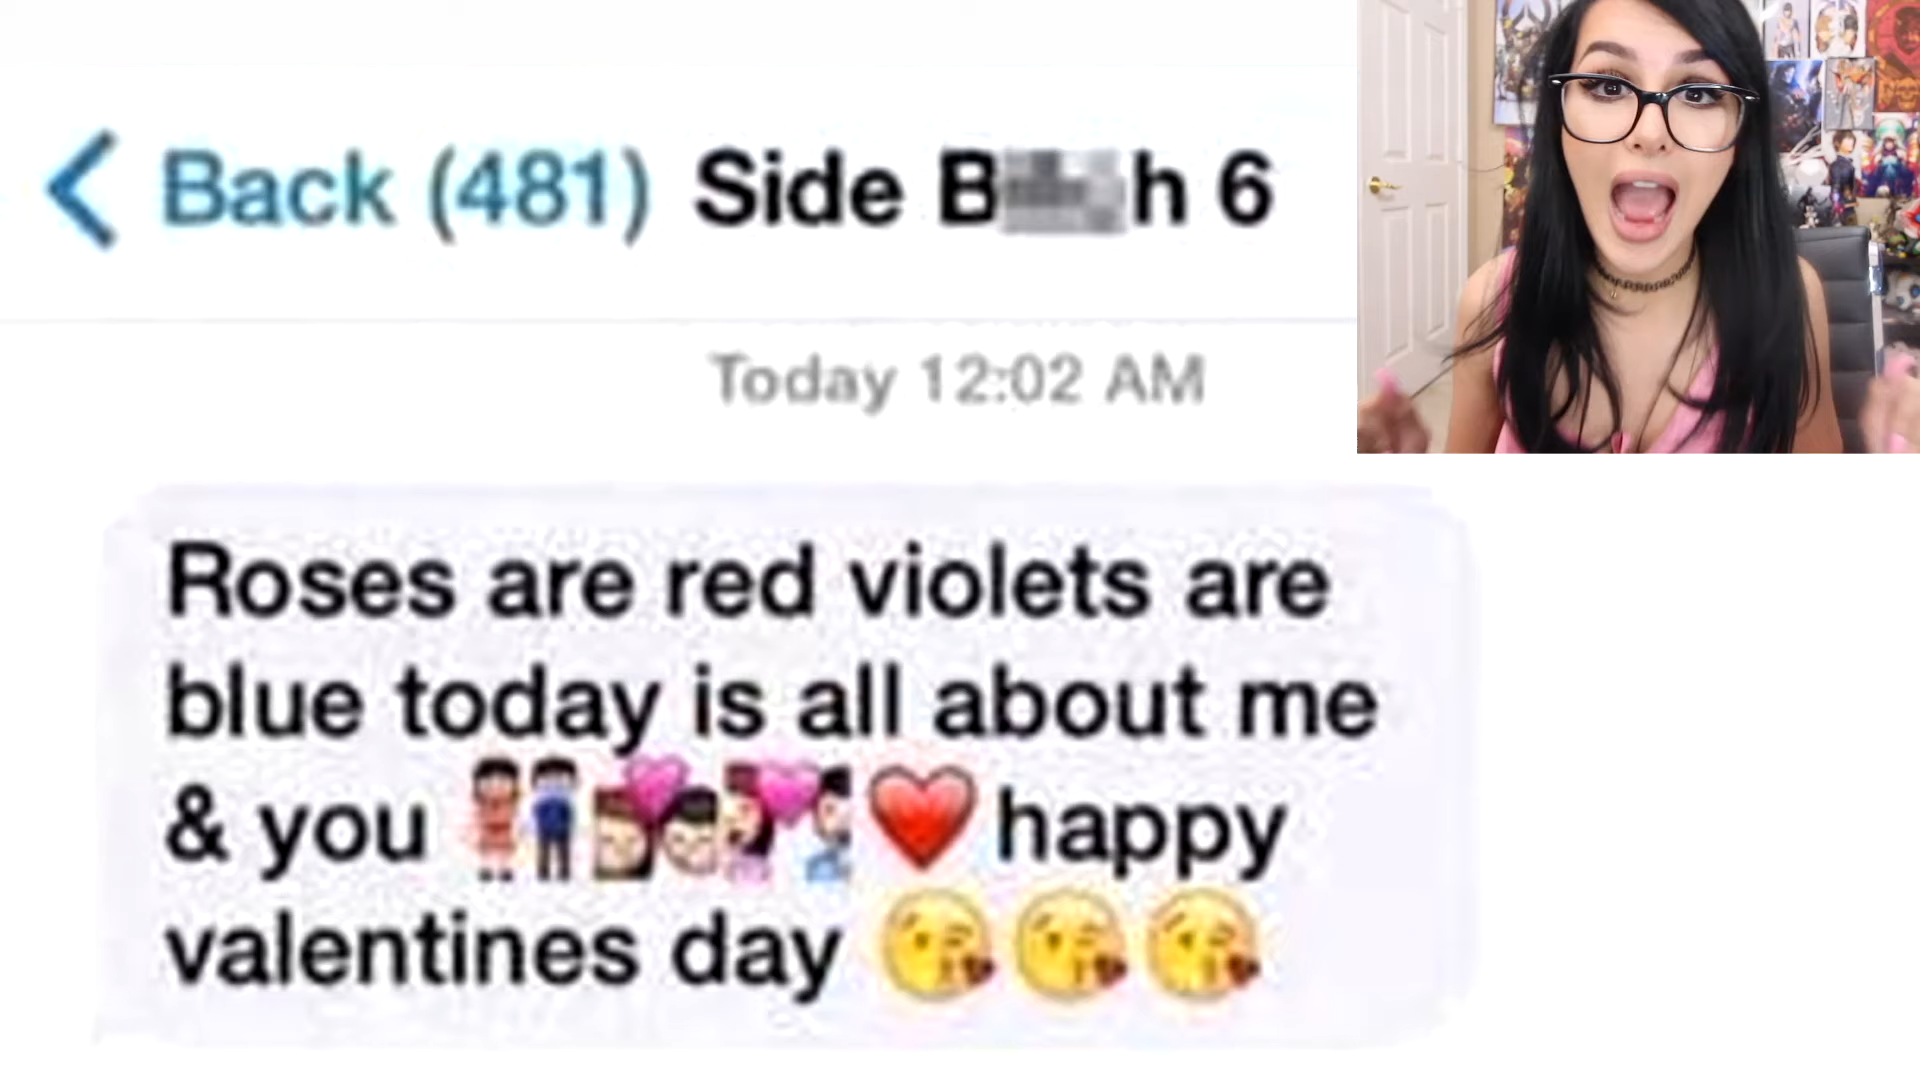 Back (481) Side B h 6
Today 12:02 AM
Roses are red violets are
blue today is all about me
& you 👫💏💑❤️ happy
valentines day 😘😘😘